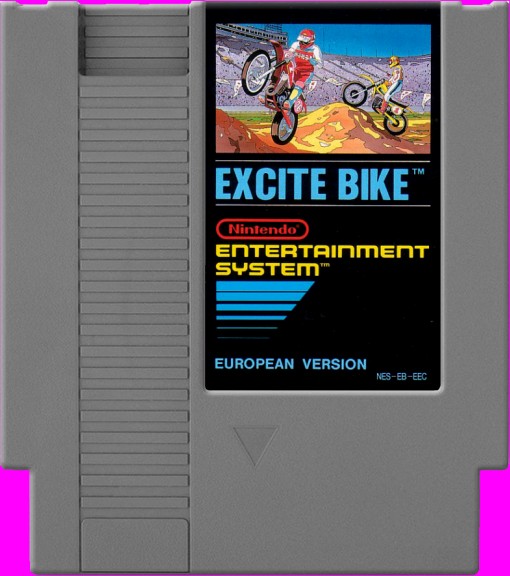 EXCITE BIKE™
Nintendo®
ENTERTAINMENT
SYSTEM™
EUROPEAN VERSION
NES-EB-EEC